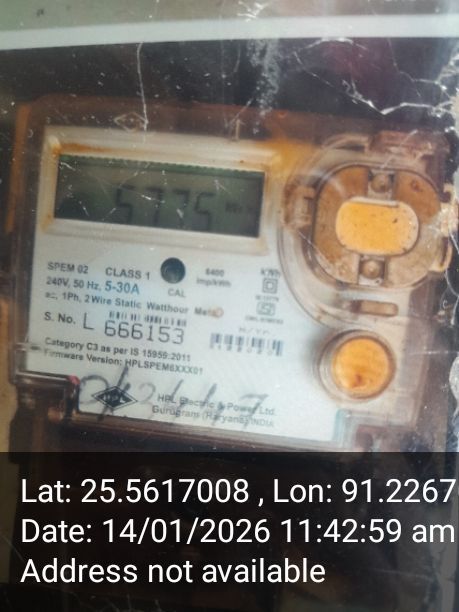 5775
SPEM 02 CLASS 1
6400
imp/kWh
240V, 50 Hz, 5-30A
CAL
ac, 1Ph, 2 Wire Static Watthour Meter
S. No. L 666153
Category C3 as per IS 15959:2011
Firmware Version: HPLSPEM6XXX01
HPL
HPL Electric & Power Ltd.
Gurugram (Haryana) INDIA
Lat: 25.5617008 , Lon: 91.2267
Date: 14/01/2026 11:42:59 am
Address not available